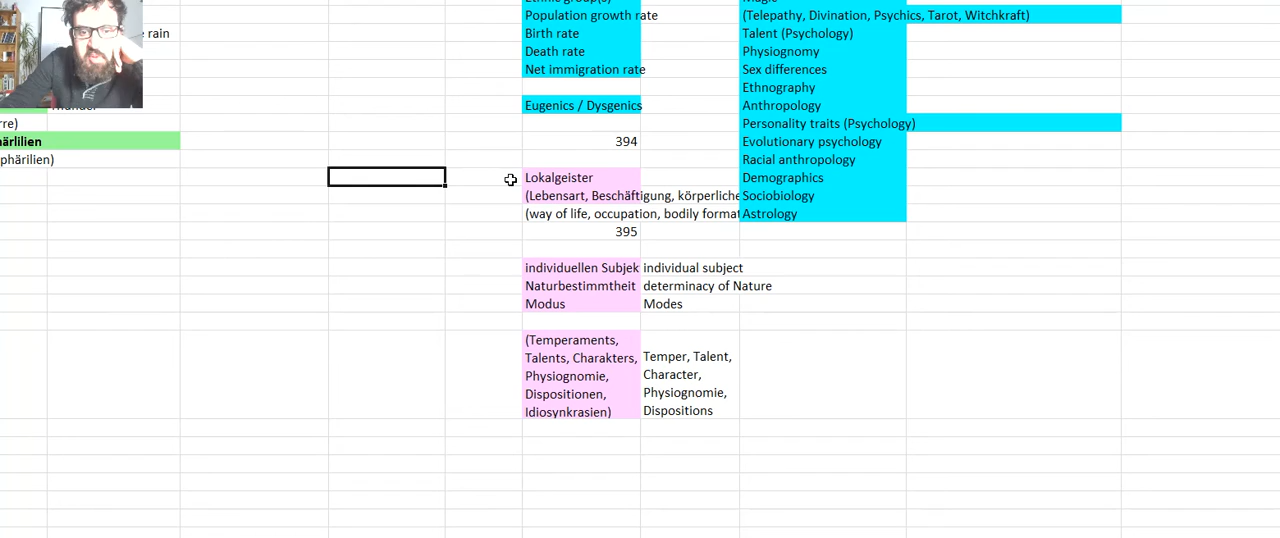 Population growth rate
Birth rate
Death rate
Net immigration rate
Eugenics / Dysgenics
394
Lokalgeister
(Lebensart, Beschäftigung, körperliche
(way of life, occupation, bodily format
395
individuellen Subjek
Naturbestimmtheit
Modus
(Temperaments,
Talents, Charakters,
Physiognomie,
Dispositionen,
Idiosynkrasien)
individual subject
determinacy of Nature
Modes
Temper, Talent,
Character,
Physiognomie,
Dispositions
(Telepathy, Divination, Psychics, Tarot, Witchkraft)
Talent (Psychology)
Physiognomy
Sex differences
Ethnography
Anthropology
Personality traits (Psychology)
Evolutionary psychology
Racial anthropology
Demographics
Sociobiology
Astrology
rain
rre)
ärlilien
phärilien)